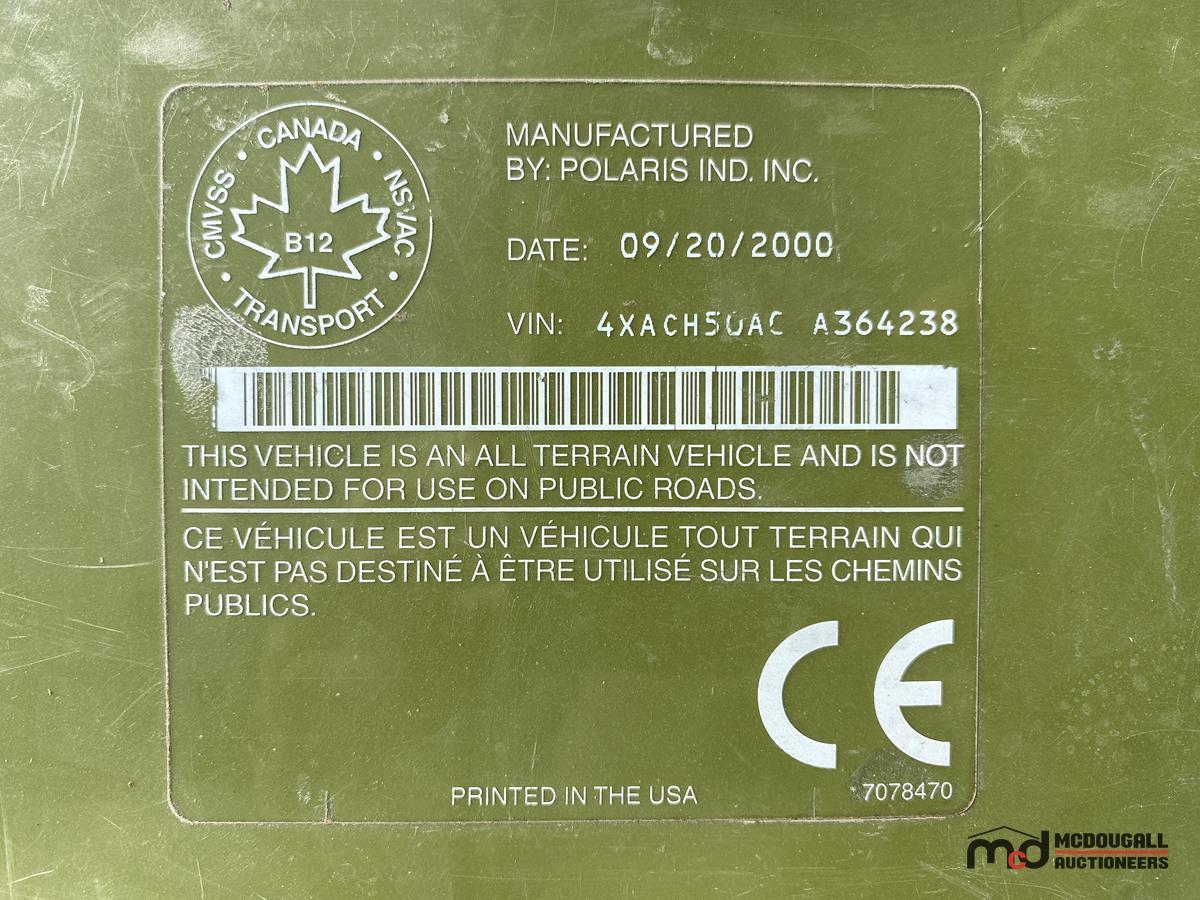 CANADA
CMVSS
NSVAC
B12
TRANSPORT
MANUFACTURED
BY: POLARIS IND. INC.
DATE: 09/20/2000
VIN: 4XACH50AC A364238
THIS VEHICLE IS AN ALL TERRAIN VEHICLE AND IS NOT
INTENDED FOR USE ON PUBLIC ROADS.
CE VÉHICULE EST UN VÉHICULE TOUT TERRAIN QUI
N'EST PAS DESTINÉ À ÊTRE UTILISÉ SUR LES CHEMINS
PUBLICS.
CE
PRINTED IN THE USA
7078470
mcd MCDOUGALL
AUCTIONEERS